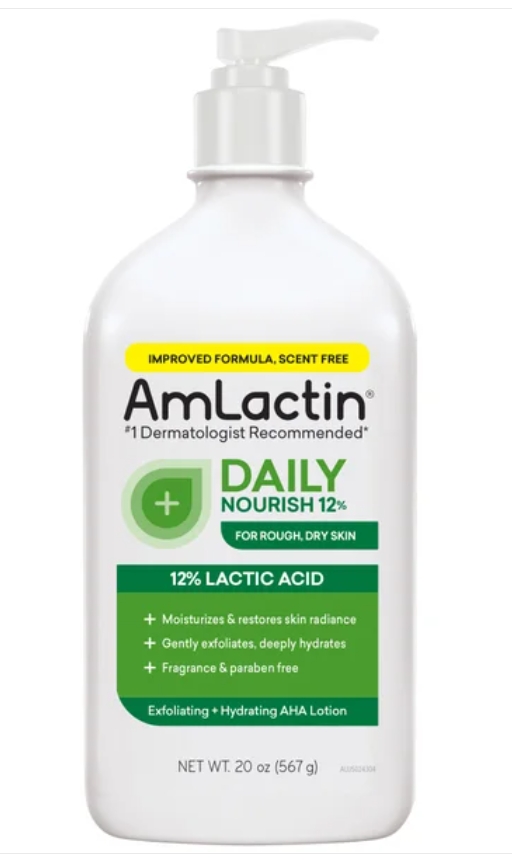 IMPROVED FORMULA, SCENT FREE
AmLactin®
#1 Dermatologist Recommended*
DAILY
NOURISH 12%
FOR ROUGH, DRY SKIN
12% LACTIC ACID
+ Moisturizes & restores skin radiance
+ Gently exfoliates, deeply hydrates
+ Fragrance & paraben free
Exfoliating + Hydrating AHA Lotion
NET WT. 20 oz (567 g)